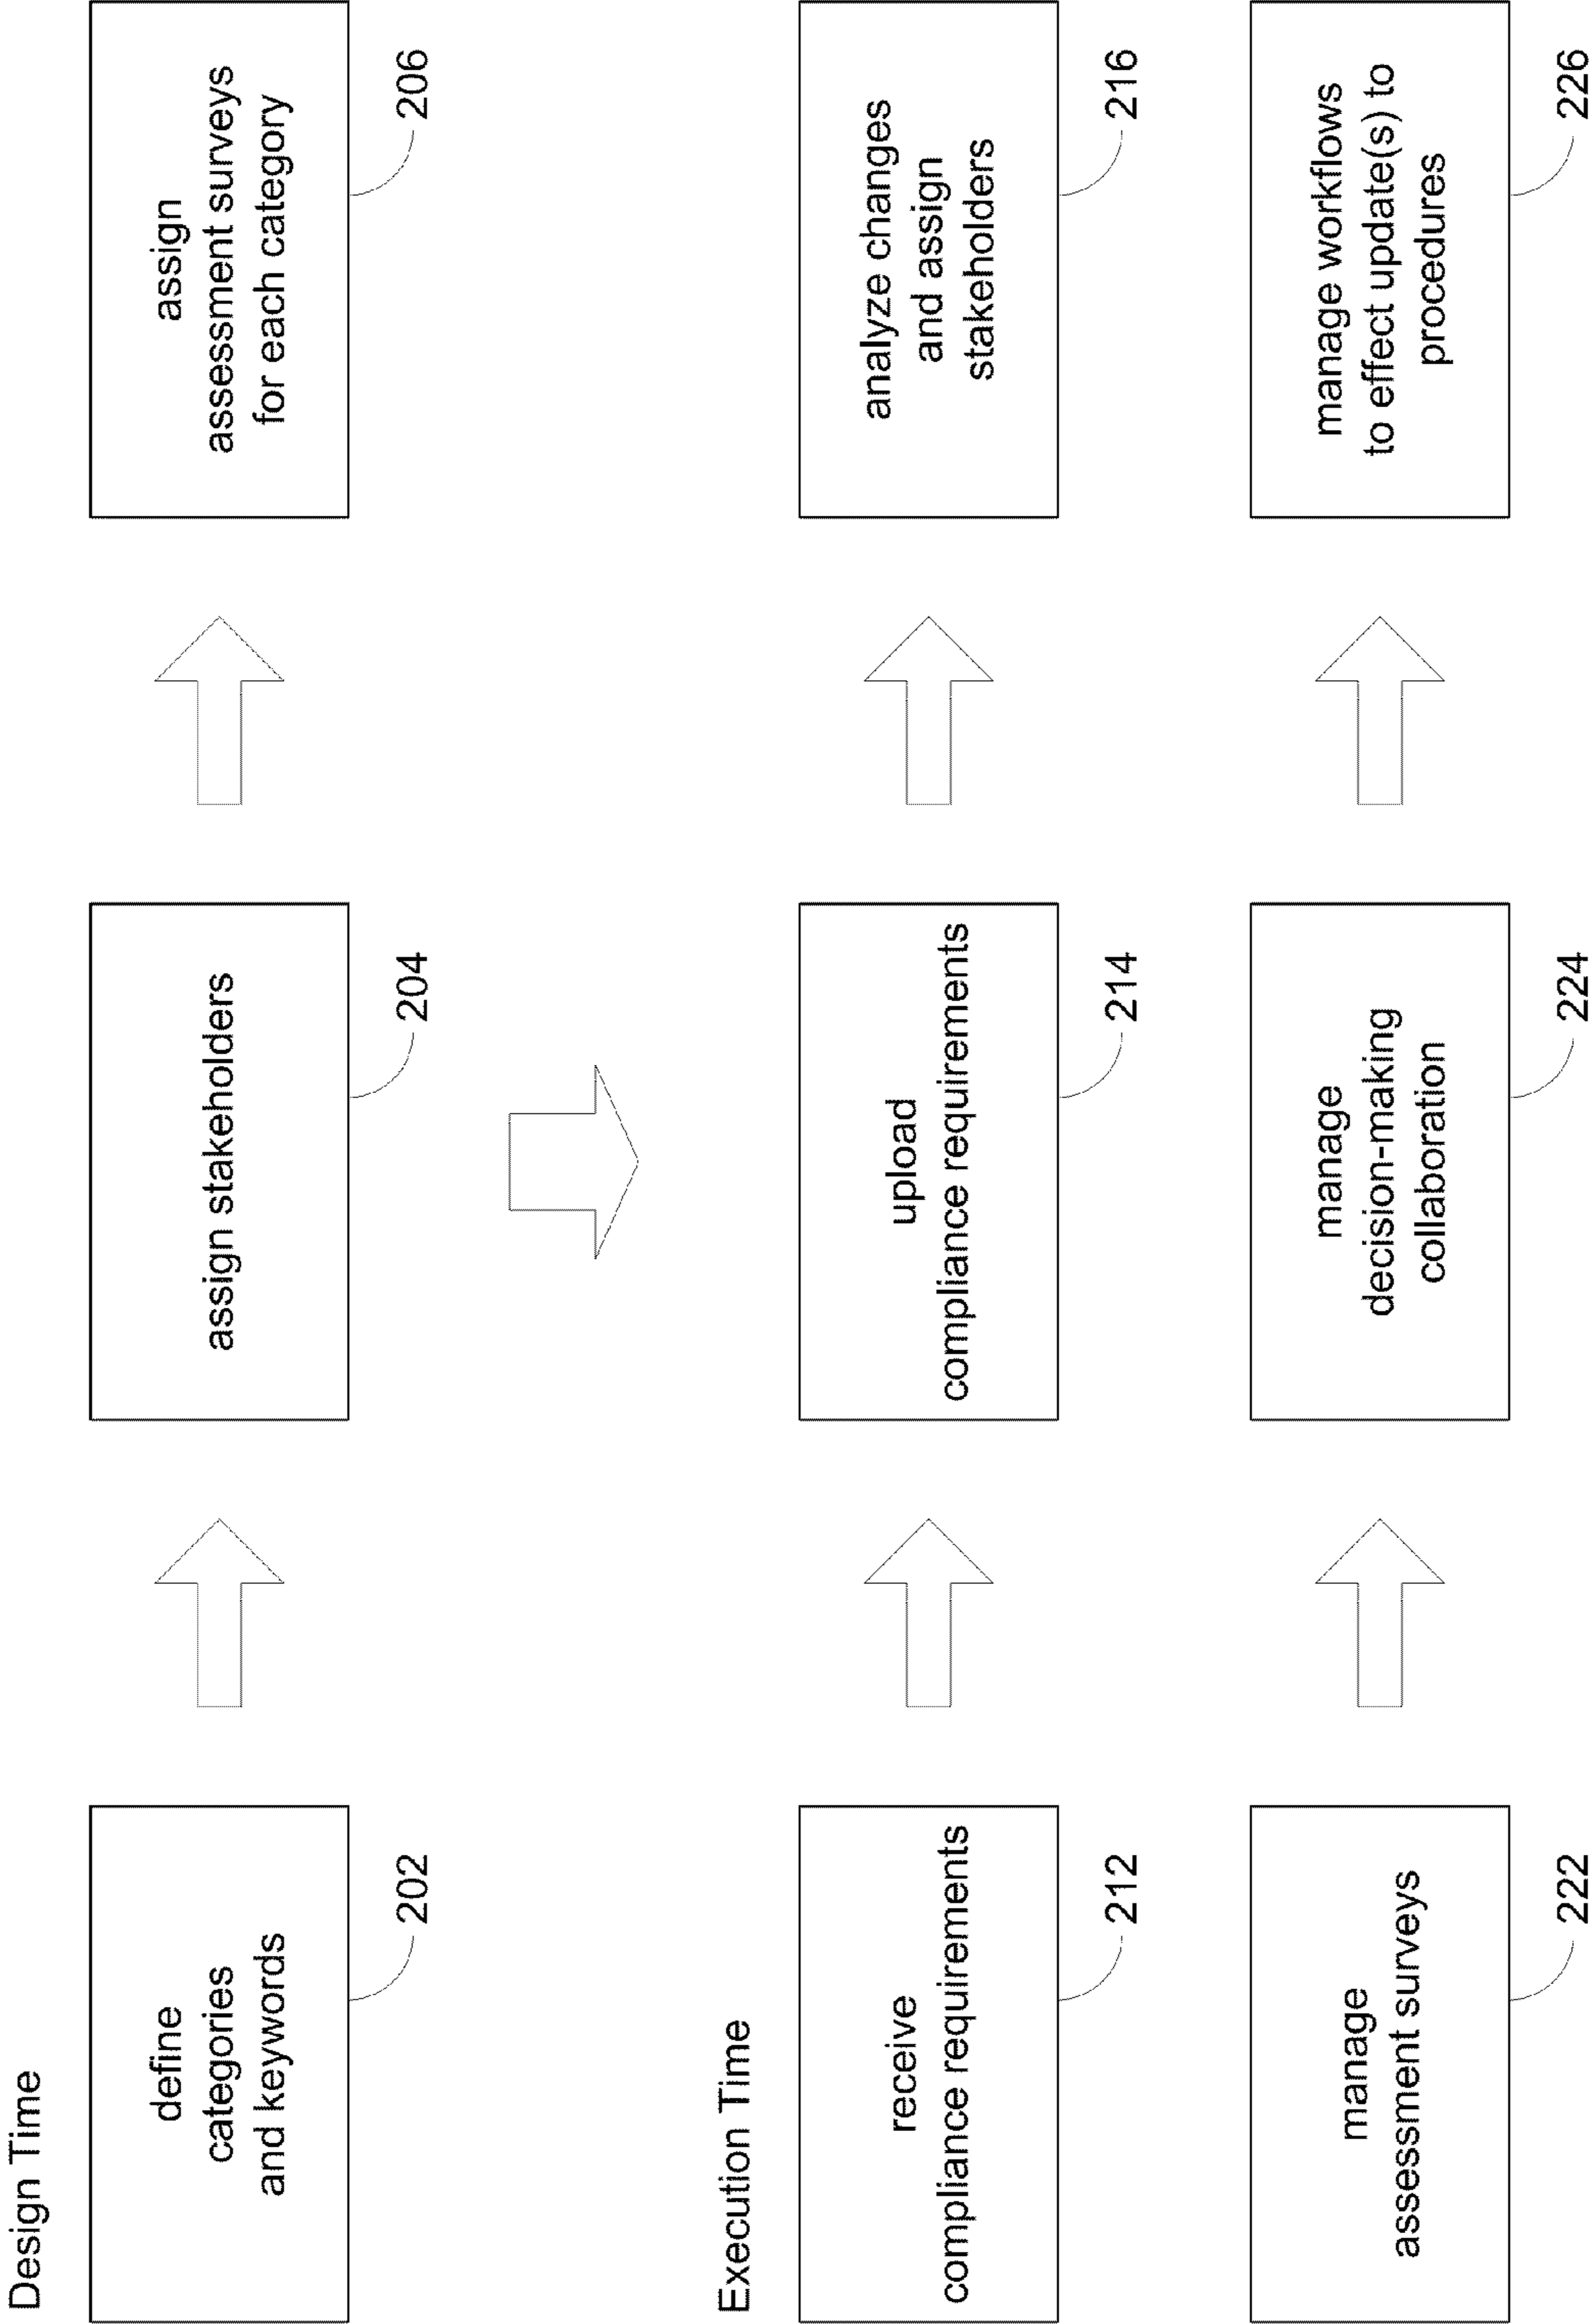 Design Time
define
categories
and keywords
202
assign stakeholders
204
assign
assessment surveys
for each category
206
Execution Time
receive
compliance requirements
212
upload
compliance requirements
214
analyze changes
and assign
stakeholders
216
manage
assessment surveys
222
manage
decision-making
collaboration
224
manage workflows
to effect update(s) to
procedures
226